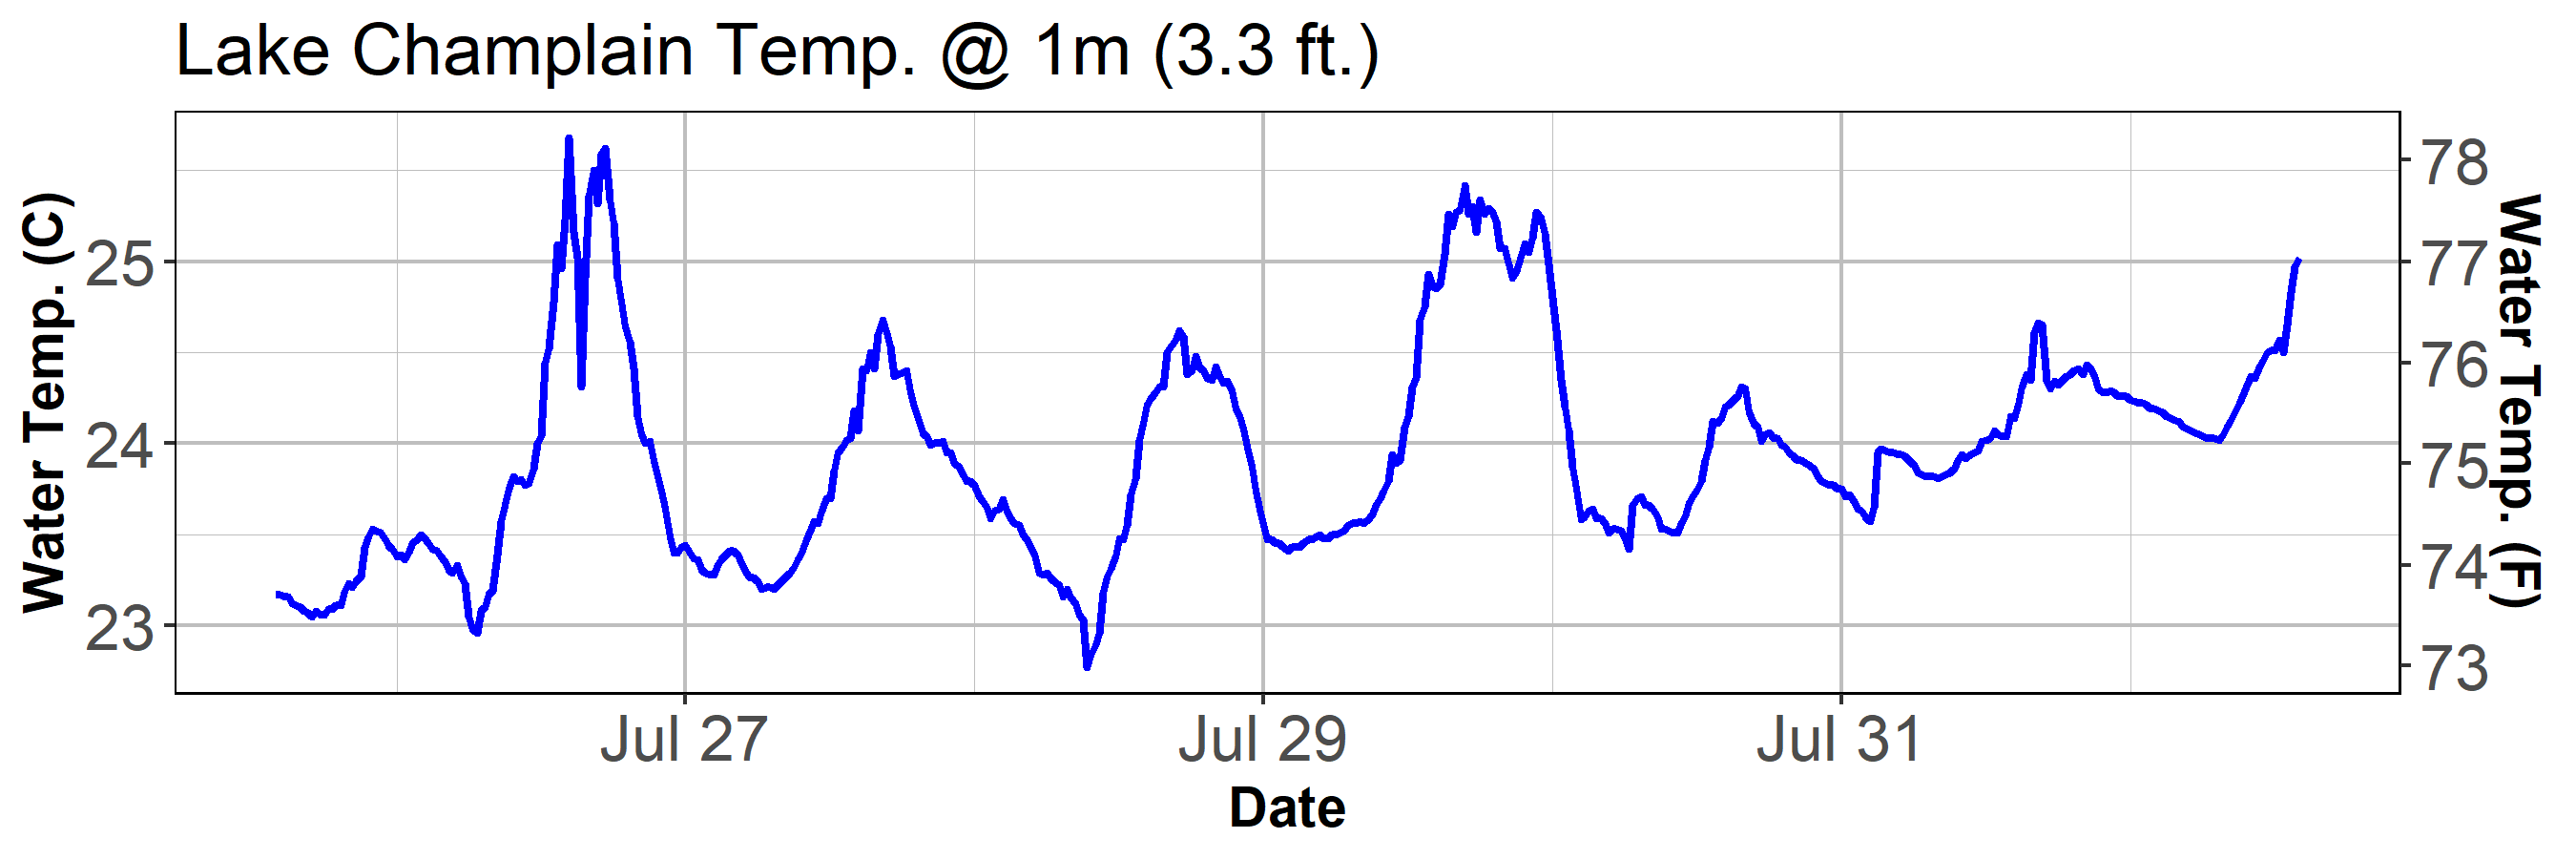 Lake Champlain Temp. @ 1m (3.3 ft.)
Water Temp. (C)
25
24
23
78
77
76
75
74
73
Water Temp. (F)
Jul 27
Jul 29
Jul 31
Date